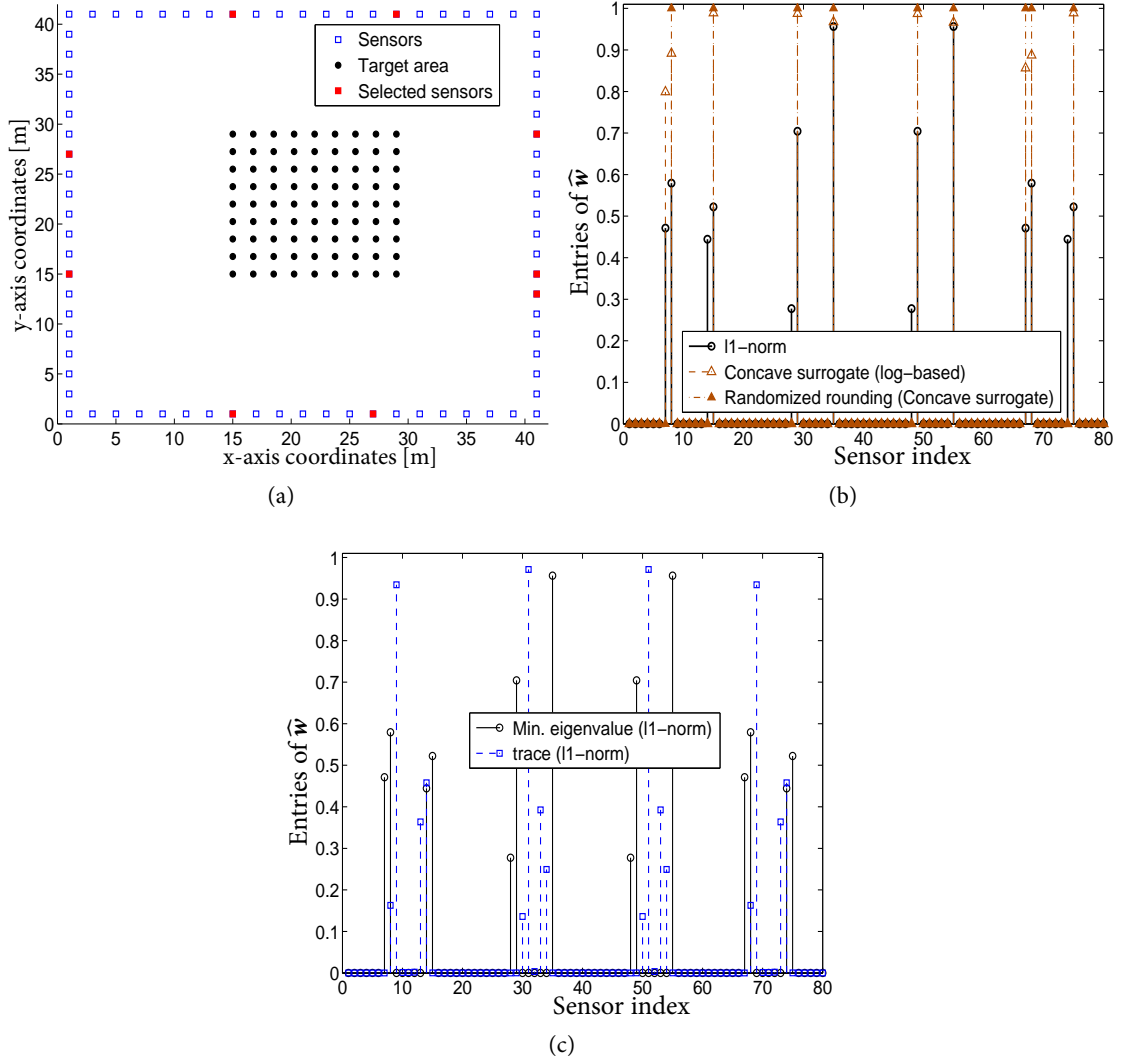 40
35
30
25
20
15
10
5
0
y-axis coordinates [m]
Sensors
Target area
Selected sensors
0 5 10 15 20 25 30 35 40
x-axis coordinates [m]
(a)
1
0.9
0.8
0.7
0.6
0.5
0.4
0.3
0.2
0.1
0
Entries of ŵ
l1-norm
Concave surrogate (log-based)
Randomized rounding (Concave surrogate)
0 10 20 30 40 50 60 70 80
Sensor index
(b)
1
0.9
0.8
0.7
0.6
0.5
0.4
0.3
0.2
0.1
0
Entries of ŵ
Min. eigenvalue (l1-norm)
trace (l1-norm)
0 10 20 30 40 50 60 70 80
Sensor index
(c)